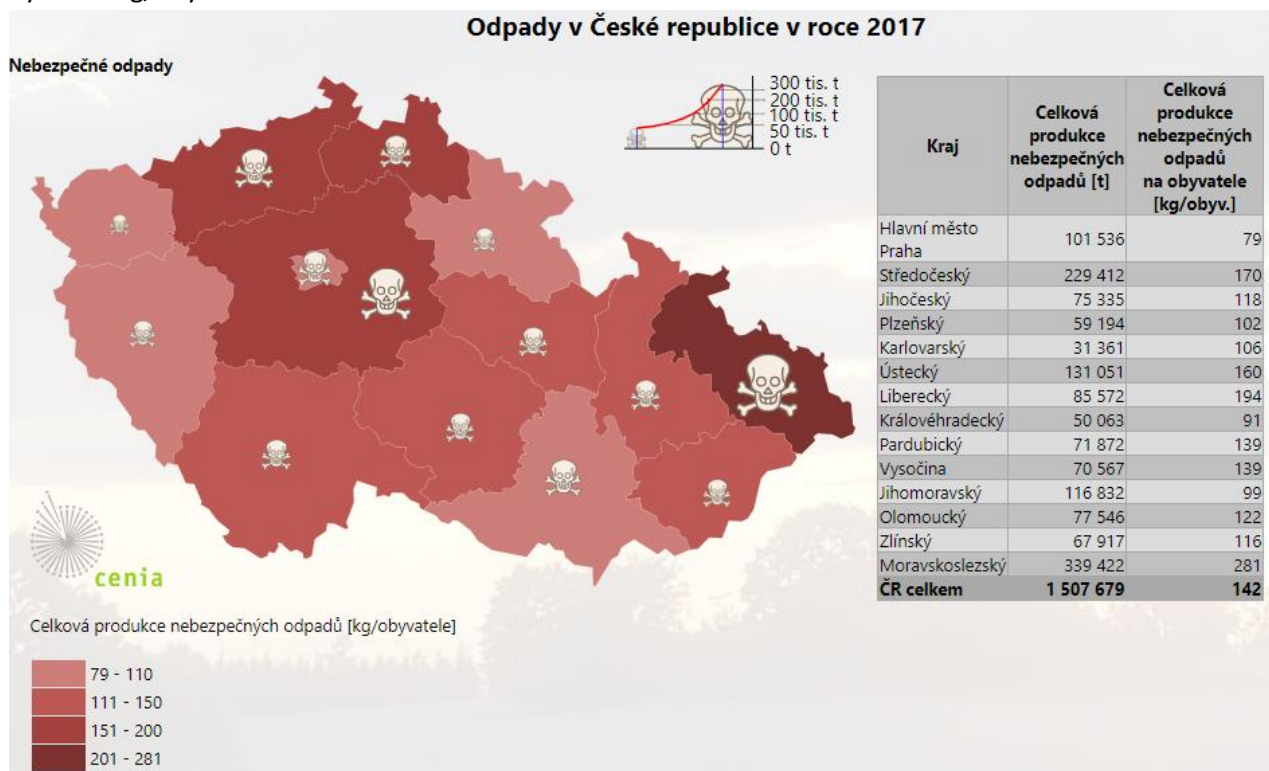 Odpady v České republice v roce 2017
Nebezpečné odpady
300 tis. t
200 tis. t
100 tis. t
50 tis. t
0 t
Kraj
Celková produkce nebezpečných odpadů [t]
Celková produkce nebezpečných odpadů na obyvatele [kg/obyv.]
Hlavní město Praha 101 536 79
Středočeský 229 412 170
Jihočeský 75 335 118
Plzeňský 59 194 102
Karlovarský 31 361 106
Ústecký 131 051 160
Liberecký 85 572 194
Královéhradecký 50 063 91
Pardubický 71 872 139
Vysočina 70 567 139
Jihomoravský 116 832 99
Olomoucký 77 546 122
Zlínský 67 917 116
Moravskoslezský 339 422 281
ČR celkem 1 507 679 142
cenia
Celková produkce nebezpečných odpadů [kg/obyvatele]
79 - 110
111 - 150
151 - 200
201 - 281